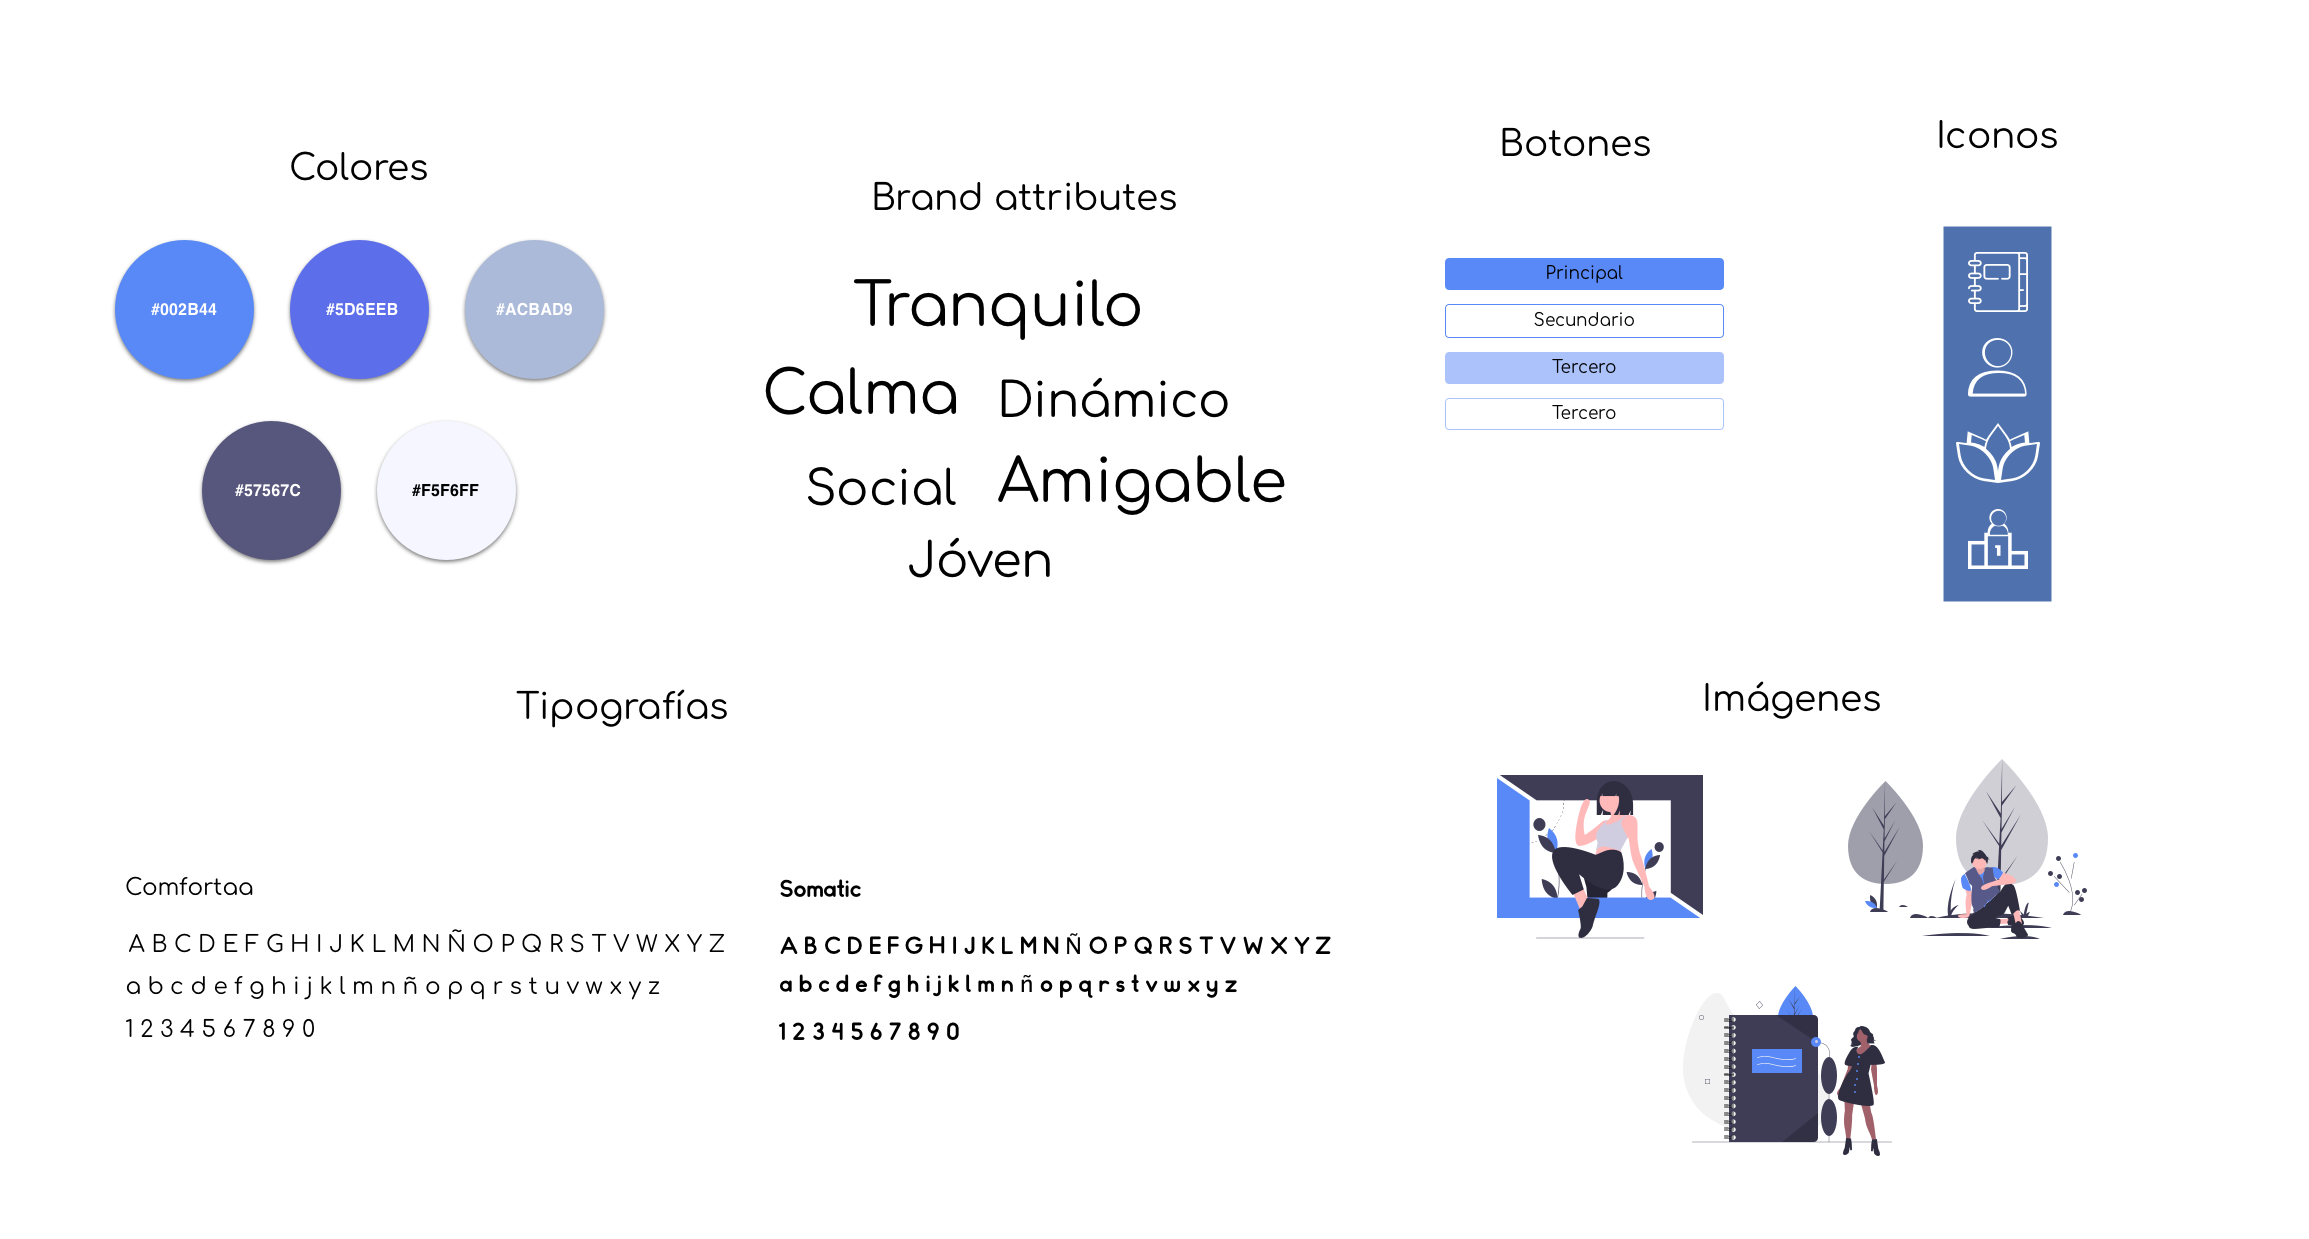 Colores
#002B44
#5D6EEB
#ACBAD9
#57567C
#F5F6FF
Brand attributes
Tranquilo
Calma Dinámico
Social Amigable
Jóven
Botones
Principal
Secundario
Tercero
Tercero
Iconos
1
Tipografías
Comfortaa
A B C D E F G H I J K L M N Ñ O P Q R S T V W X Y Z
a b c d e f g h i j k l m n ñ o p q r s t u v w x y z
1 2 3 4 5 6 7 8 9 0
Somatic
A B C D E F G H I J K L M N Ñ O P Q R S T V W X Y Z
a b c d e f g h i j k l m n ñ o p q r s t v w x y z
1 2 3 4 5 6 7 8 9 0
Imágenes